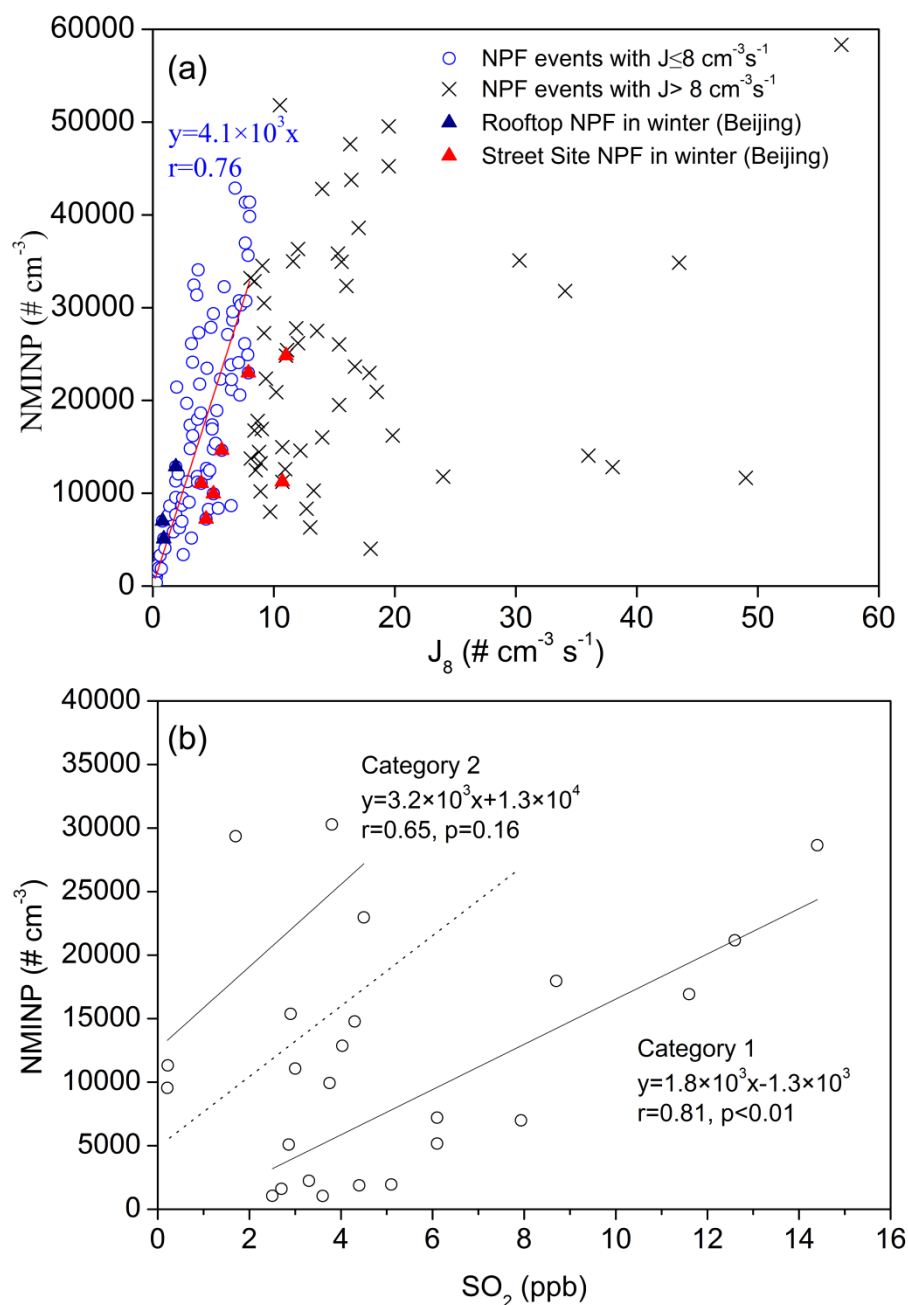 60000
50000
40000
30000
20000
10000
0
NMINP (# cm⁻³)
(a)
NPF events with J≤8 cm⁻³s⁻¹
NPF events with J> 8 cm⁻³s⁻¹
Rooftop NPF in winter (Beijing)
Street Site NPF in winter (Beijing)
y=4.1×10³x
r=0.76
0 10 20 30 40 50 60
J₈ (# cm⁻³ s⁻¹)
40000
35000
30000
25000
20000
15000
10000
5000
0
NMINP (# cm⁻³)
(b)
Category 2
y=3.2×10³x+1.3×10⁴
r=0.65, p=0.16
Category 1
y=1.8×10³x-1.3×10³
r=0.81, p<0.01
0 2 4 6 8 10 12 14 16
SO₂ (ppb)